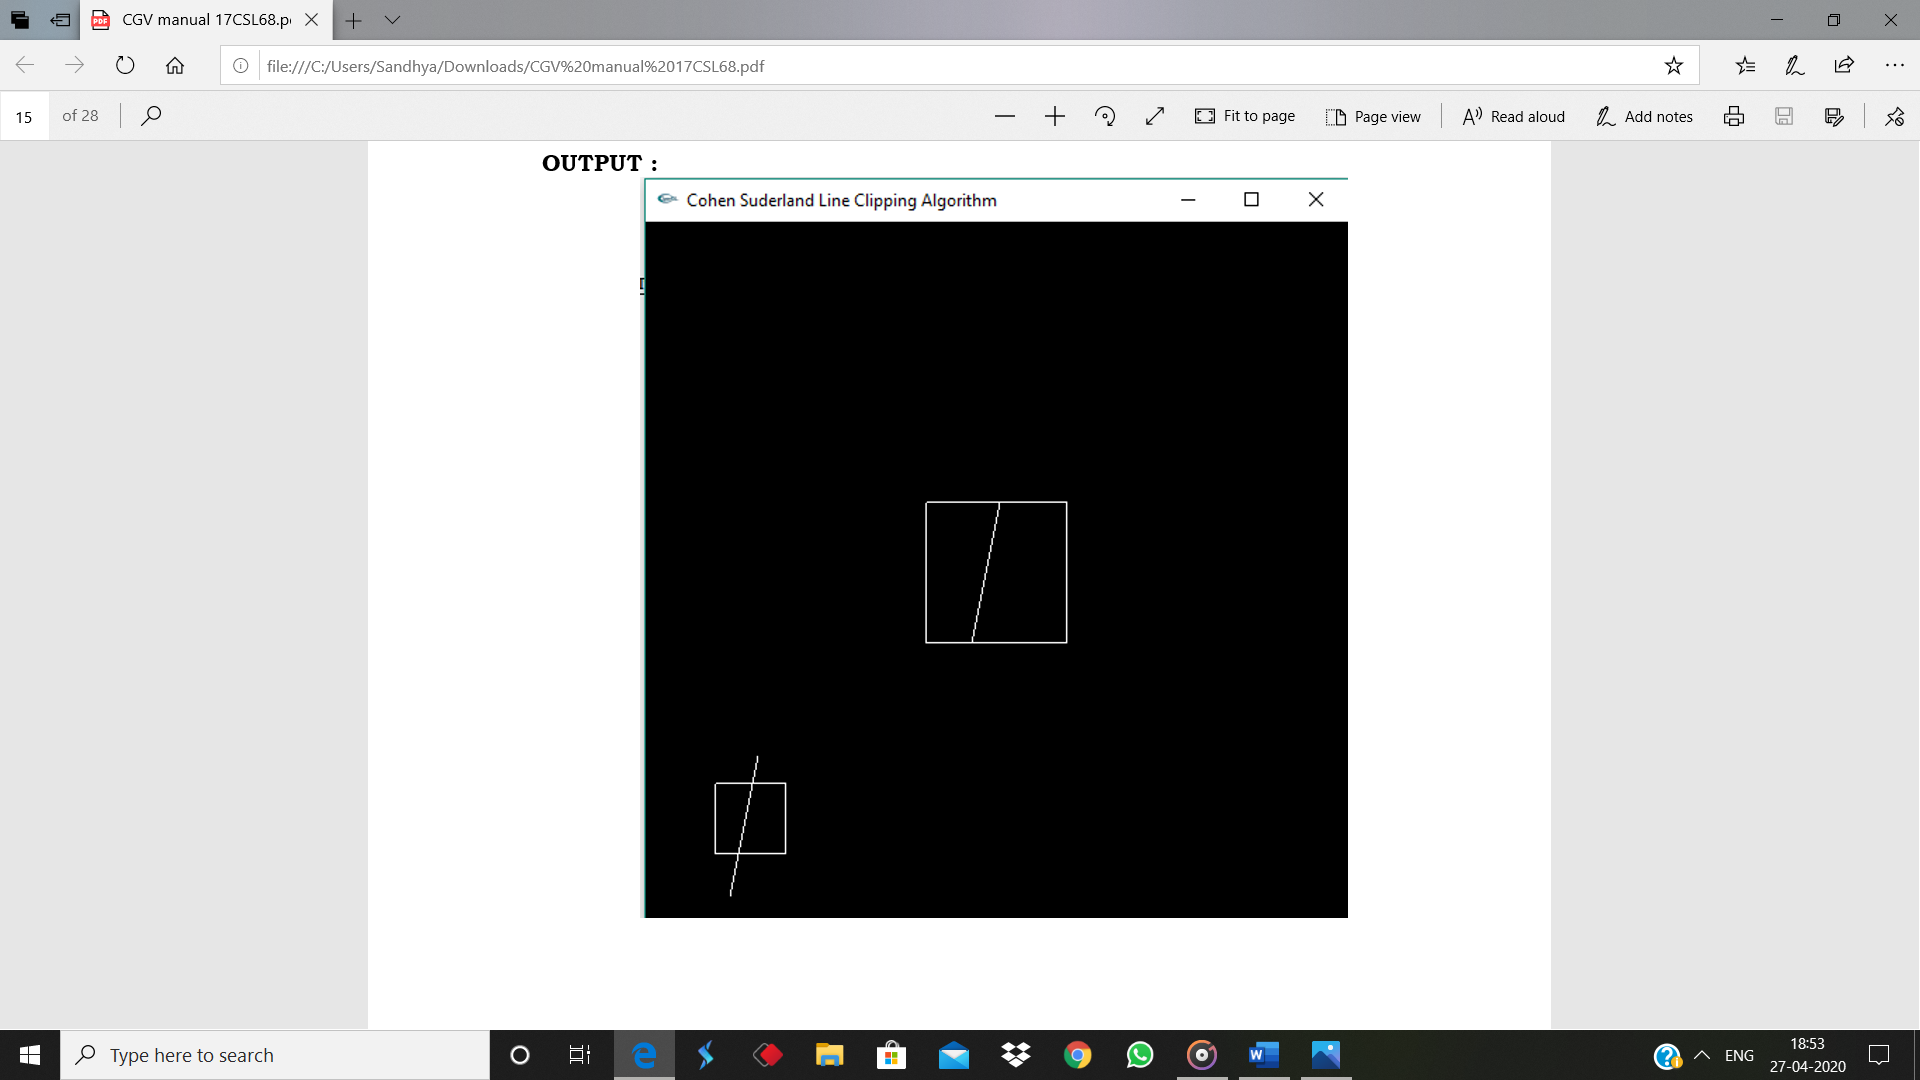 CGV manual 17CSL68.p
file:///C:/Users/Sandhya/Downloads/CGV%20manual%2017CSL68.pdf
15 of 28 Fit to page Page view Read aloud Add notes
OUTPUT :
Cohen Suderland Line Clipping Algorithm
Type here to search
ENG
18:53
27-04-2020